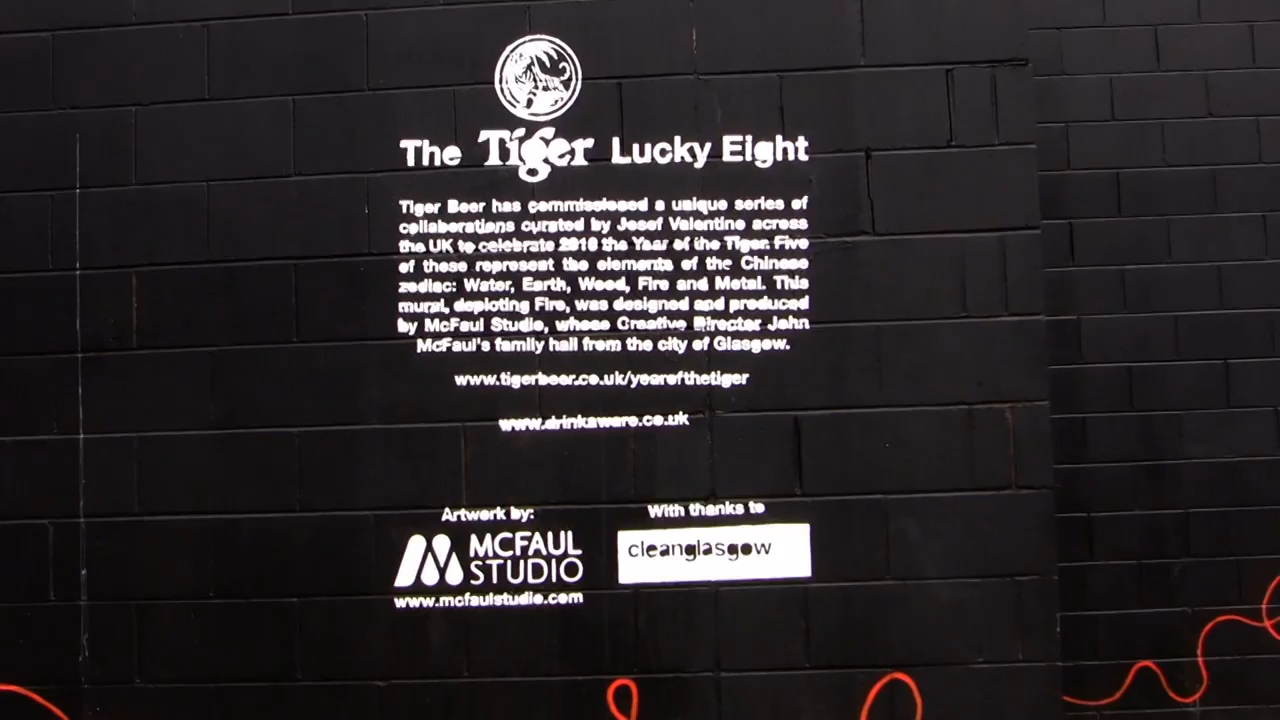 The Tiger Lucky Eight
Tiger Beer has commissioned a unique series of
collaborations curated by Josef Valentine across
the UK to celebrate 2010 the Year of the Tiger. Five
of these represent the elements of the Chinese
zodiac: Water, Earth, Wood, Fire and Metal. This
mural, depicting Fire, was designed and produced
by McFaul Studio, whose Creative Director John
McFaul's family hail from the city of Glasgow.
www.tigerbeer.co.uk/yearofthetiger
www.drinkaware.co.uk
Artwork by:
With thanks to
MCFAUL
STUDIO
cleanglasgow
www.mcfaulstudio.com